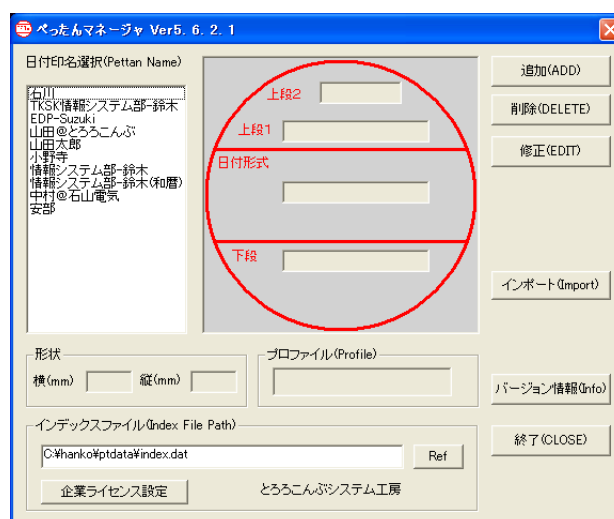 ぺったんマネージャ Ver5. 6. 2. 1
日付印名選択(Pettan Name)
石川
TKSK情報システム部-鈴木
EDP-Suzuki
山田@とろろこんぶ
山田太郎
小野寺
情報システム部-鈴木
情報システム部-鈴木(和暦)
中村@石山電気
安部
上段2
上段1
日付形式
下段
追加(ADD)
削除(DELETE)
修正(EDIT)
インポート(Import)
バージョン情報(Info)
終了(CLOSE)
形状
横(mm)
縦(mm)
プロファイル(Profile)
インデックスファイル(Index File Path)
C:¥hanko¥ptdata¥index.dat
Ref
企業ライセンス設定
とろろこんぶシステム工房